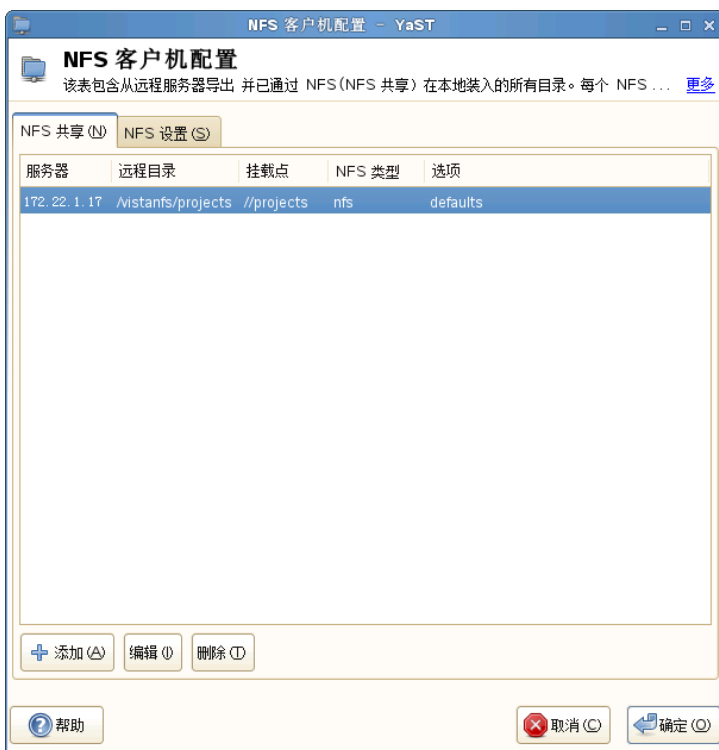 NFS 客户机配置 - YaST
NFS 客户机配置
该表包含从远程服务器导出 并已通过 NFS(NFS 共享) 在本地装入的所有目录。每个 NFS ... 更多
NFS 共享(N) NFS 设置(S)
服务器 远程目录 挂载点 NFS 类型 选项
172.22.1.17 /vistanfs/projects //projects nfs defaults
添加(A) 编辑(I) 删除(T)
帮助 取消(C) 确定(O)